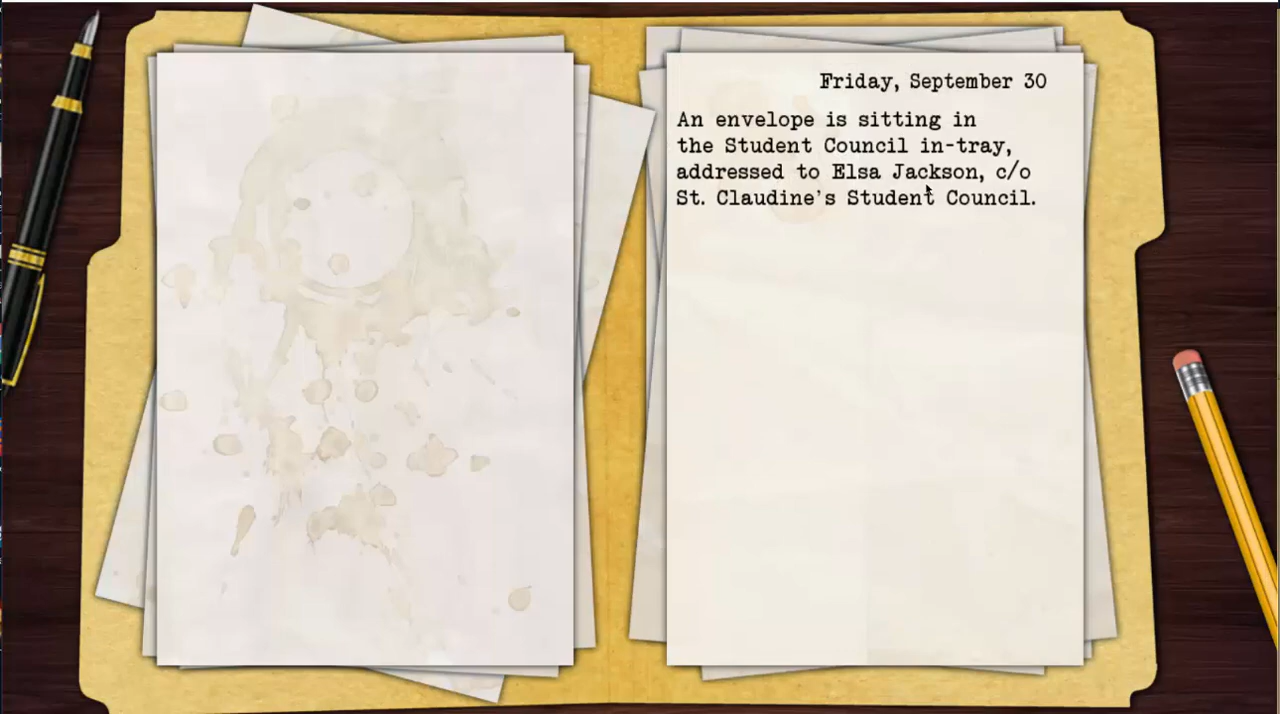 Friday, September 30
An envelope is sitting in
the Student Council in-tray,
addressed to Elsa Jackson, c/o
St. Claudine's Student Council.